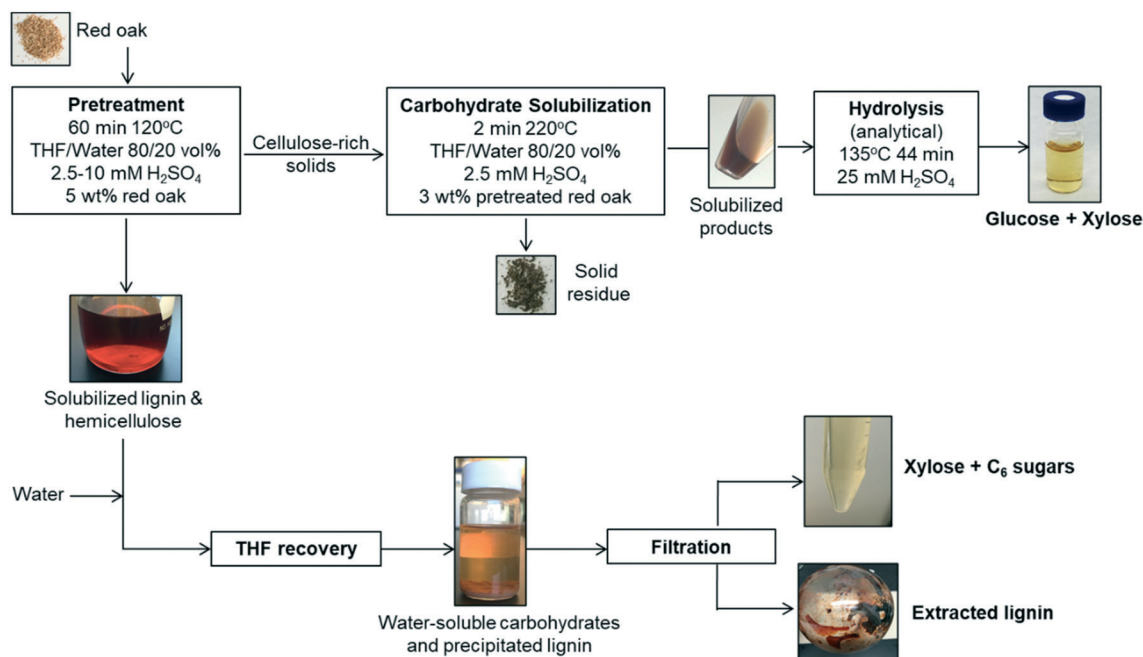 Red oak
Pretreatment
60 min 120°C
THF/Water 80/20 vol%
2.5-10 mM H₂SO₄
5 wt% red oak
Cellulose-rich
solids
Carbohydrate Solubilization
2 min 220°C
THF/Water 80/20 vol%
2.5 mM H₂SO₄
3 wt% pretreated red oak
Solubilized
products
Hydrolysis
(analytical)
135°C 44 min
25 mM H₂SO₄
Glucose + Xylose
Solid
residue
Solubilized lignin &
hemicellulose
Water
THF recovery
Water-soluble carbohydrates
and precipitated lignin
Filtration
Xylose + C₆ sugars
Extracted lignin